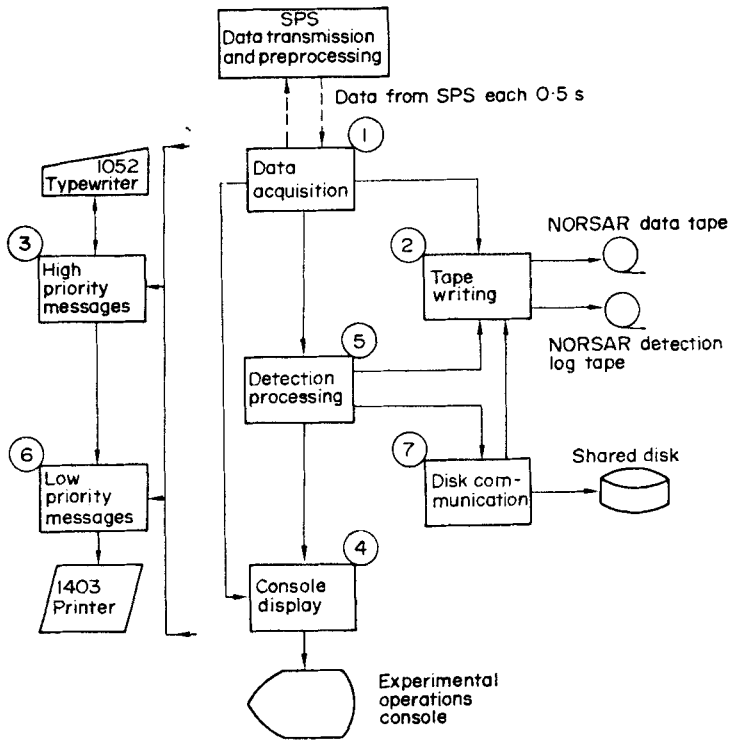 SPS
Data transmission
and preprocessing
Data from SPS each 0·5 s
1
Data
acquisition
1052
Typewriter
3
High
priority
messages
2
Tape
writing
NORSAR data tape
NORSAR detection
log tape
5
Detection
processing
6
Low
priority
messages
7
Disk com-
munication
Shared disk
4
Console
display
1403
Printer
Experimental
operations
console